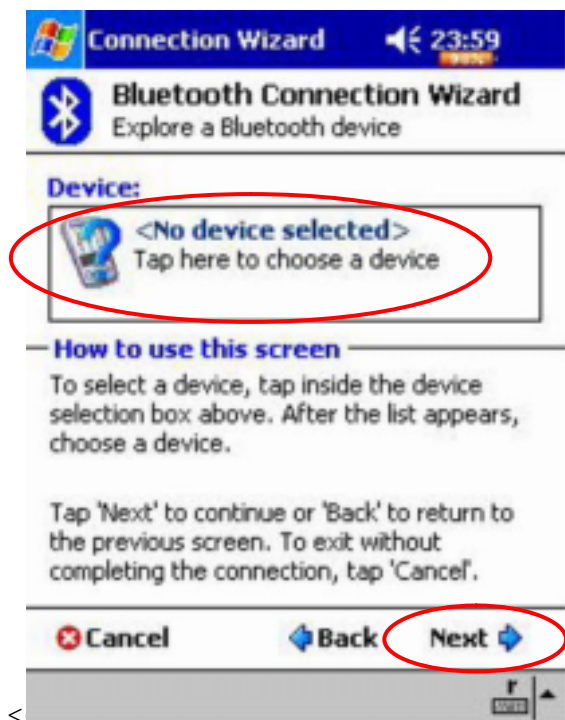 Connection Wizard 23:59
Bluetooth Connection Wizard
Explore a Bluetooth device
Device:
<No device selected>
Tap here to choose a device
How to use this screen
To select a device, tap inside the device
selection box above. After the list appears,
choose a device.
Tap 'Next' to continue or 'Back' to return to
the previous screen. To exit without
completing the connection, tap 'Cancel'.
Cancel Back Next
r
<